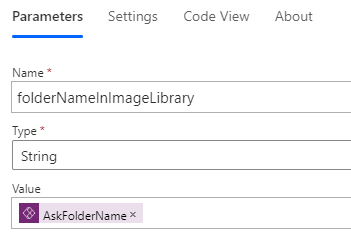 Parameters Settings Code View About
Name *
folderNameInImageLibrary
Type *
String
Value
AskFolderName ×